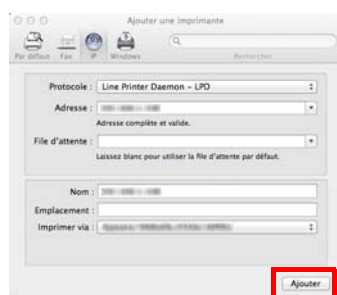 Ajouter une imprimante
Par défaut Fax IP Windows Rechercher
Protocole : Line Printer Daemon – LPD
Adresse :
Adresse complète et valide.
File d'attente :
Laissez blanc pour utiliser la file d'attente par défaut.
Nom :
Emplacement :
Imprimer via :
Ajouter